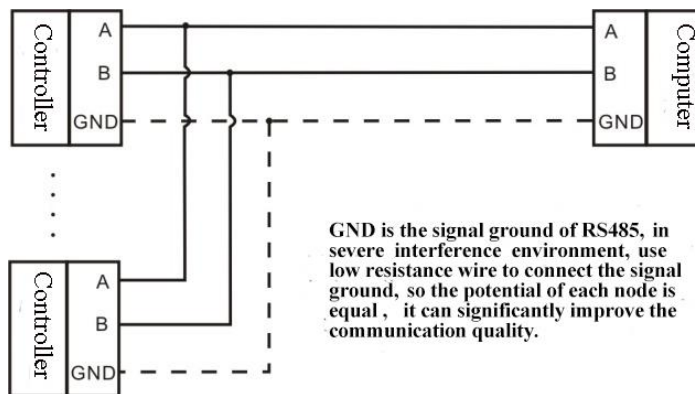 Controller
A
B
GND
A
B
GND
Computer
Controller
A
B
GND
GND is the signal ground of RS485, in
severe interference environment, use
low resistance wire to connect the signal
ground, so the potential of each node is
equal , it can significantly improve the
communication quality.